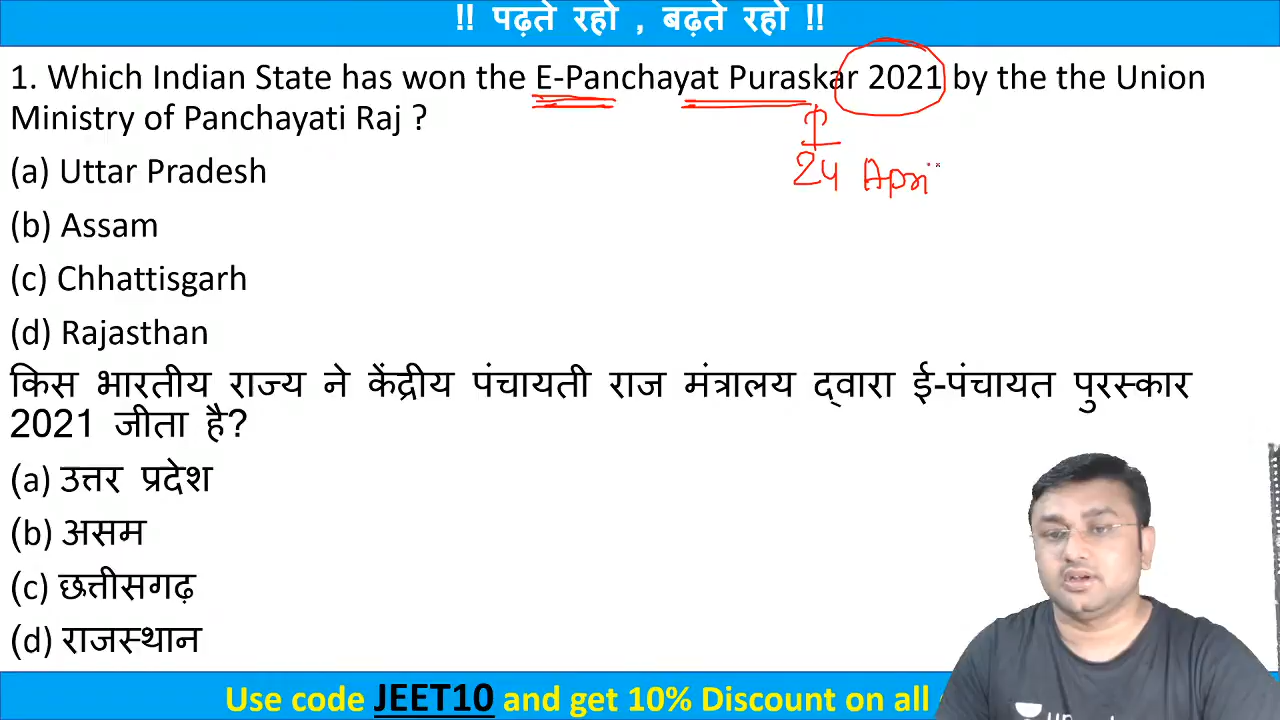 !! पढ़ते रहो , बढ़ते रहो !!
1. Which Indian State has won the E-Panchayat Puraskar 2021 by the the Union
Ministry of Panchayati Raj ?
24 Apri
(a) Uttar Pradesh
(b) Assam
(c) Chhattisgarh
(d) Rajasthan
किस भारतीय राज्य ने केंद्रीय पंचायती राज मंत्रालय द्वारा ई-पंचायत पुरस्कार
2021 जीता है?
(a) उत्तर प्रदेश
(b) असम
(c) छत्तीसगढ़
(d) राजस्थान
Use code JEET10 and get 10% Discount on all